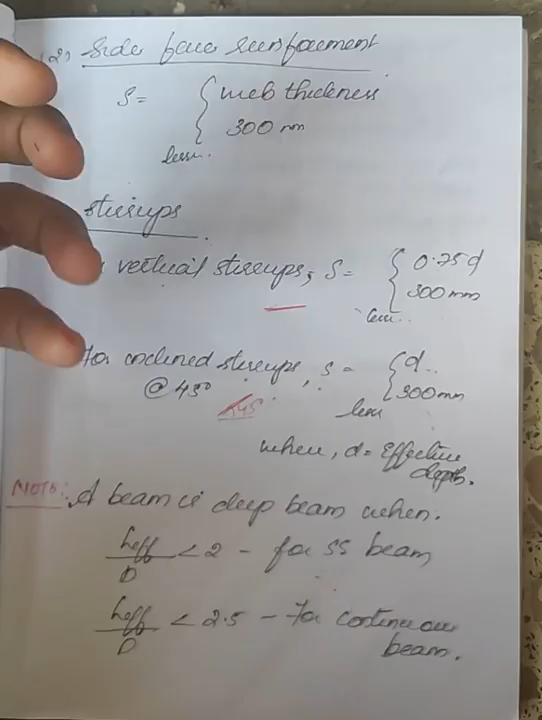 (2) Side face reinforcement
S = { web thickness
300 mm
less.
stirrups
vertical stirrups, S = { 0.75d
300 mm
less.
for inclined stirrups, s = { d
@ 45° 300 mm
45° less
where, d = Effective
depth.
NOTE: A beam is deep beam when.
leff/D < 2 - for SS beam
leff/D < 2.5 - for continuous
beam.